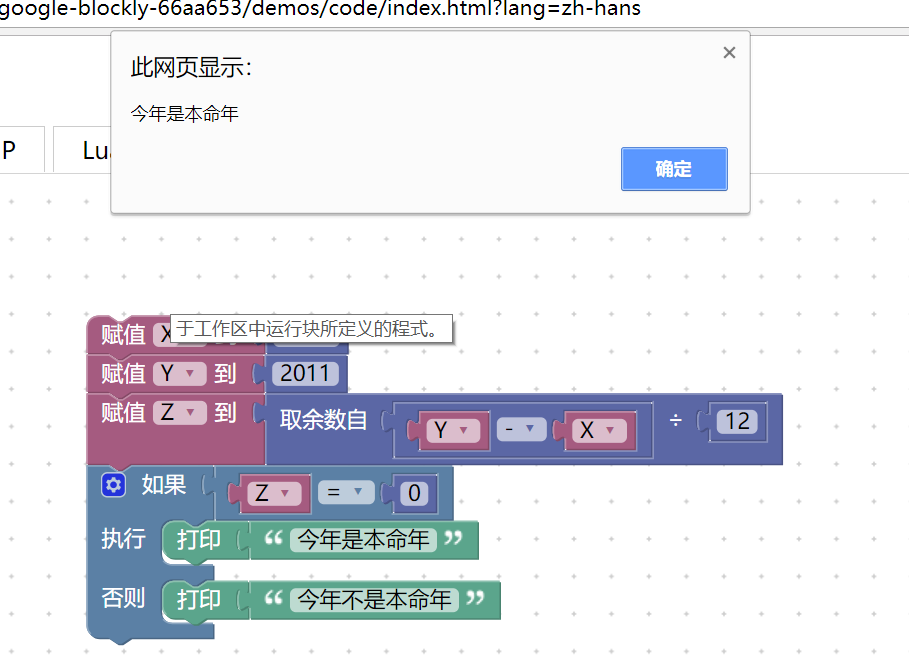 google-blockly-66aa653/demos/code/index.html?lang=zh-hans
此网页显示：
今年是本命年
确定
P
Lu
赋值 X
于工作区中运行块所定义的程式。
赋值 Y 到 2011
赋值 Z 到 取余数自 Y - X ÷ 12
如果 Z = 0
执行 打印 “ 今年是本命年 ”
否则 打印 “ 今年不是本命年 ”